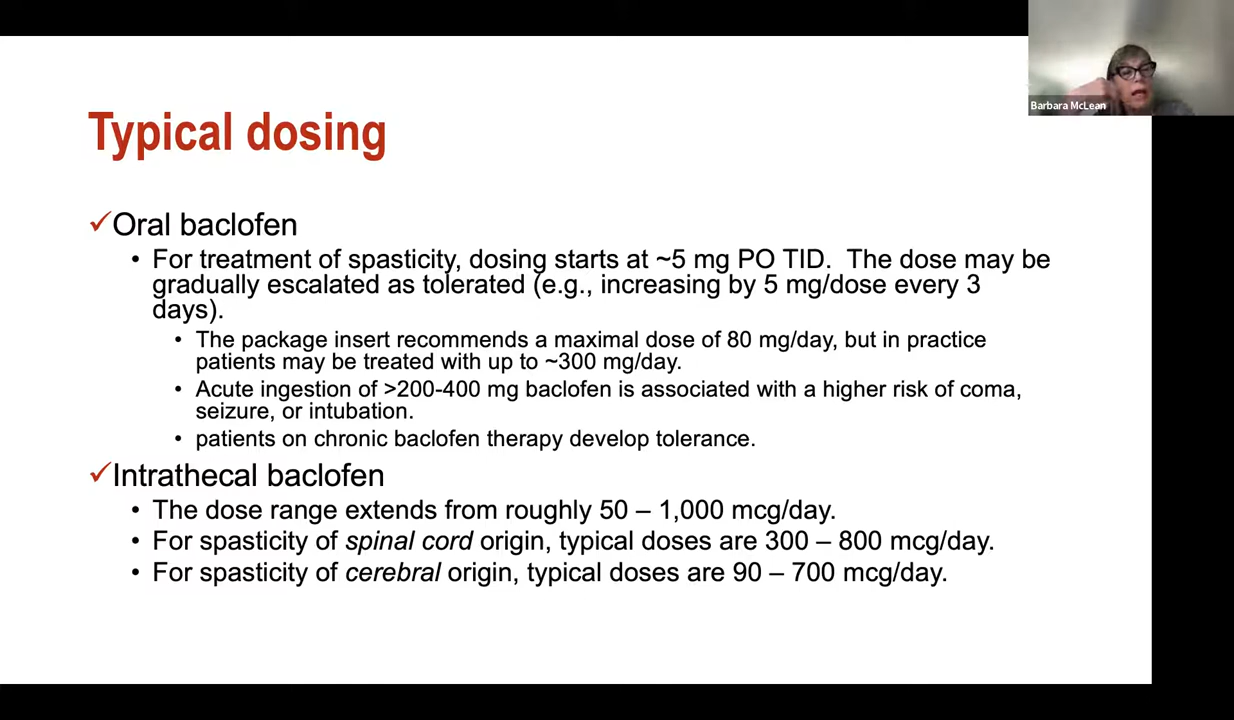 Barbara McLean
Typical dosing
✓Oral baclofen
• For treatment of spasticity, dosing starts at ~5 mg PO TID.  The dose may be
gradually escalated as tolerated (e.g., increasing by 5 mg/dose every 3
days).
• The package insert recommends a maximal dose of 80 mg/day, but in practice
patients may be treated with up to ~300 mg/day.
• Acute ingestion of >200-400 mg baclofen is associated with a higher risk of coma,
seizure, or intubation.
• patients on chronic baclofen therapy develop tolerance.
✓Intrathecal baclofen
• The dose range extends from roughly 50 – 1,000 mcg/day.
• For spasticity of spinal cord origin, typical doses are 300 – 800 mcg/day.
• For spasticity of cerebral origin, typical doses are 90 – 700 mcg/day.